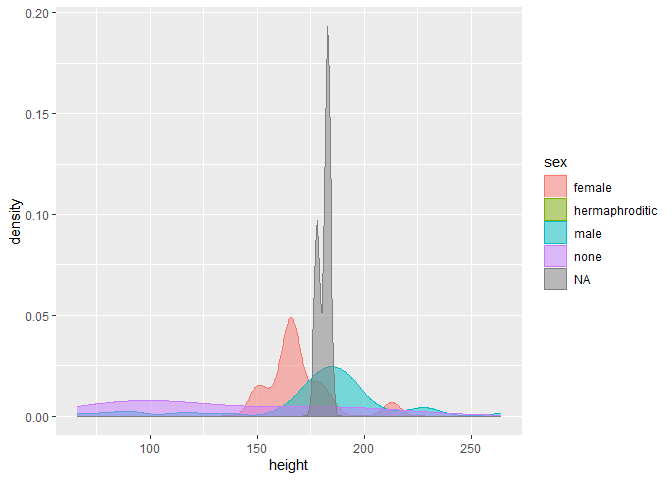 0.20
0.15
0.10
0.05
0.00
density
100
150
200
250
height
sex
female
hermaphroditic
male
none
NA